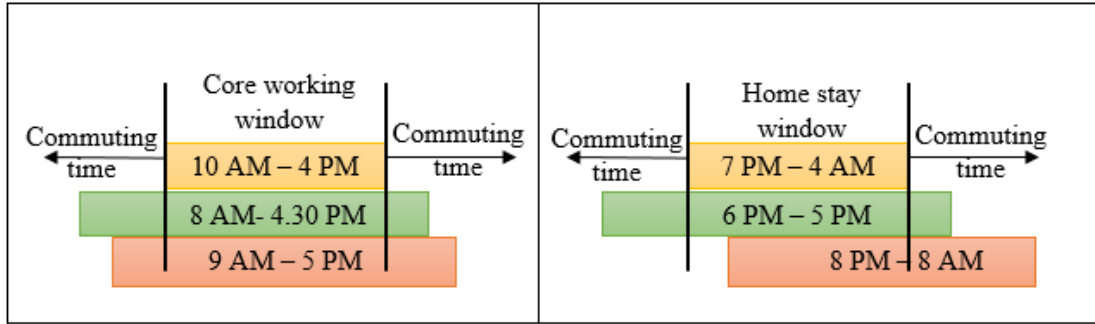 Core working
window
Commuting
time
Commuting
time
10 AM – 4 PM
8 AM- 4.30 PM
9 AM – 5 PM
Home stay
window
Commuting
time
Commuting
time
7 PM – 4 AM
6 PM – 5 PM
8 PM – 8 AM